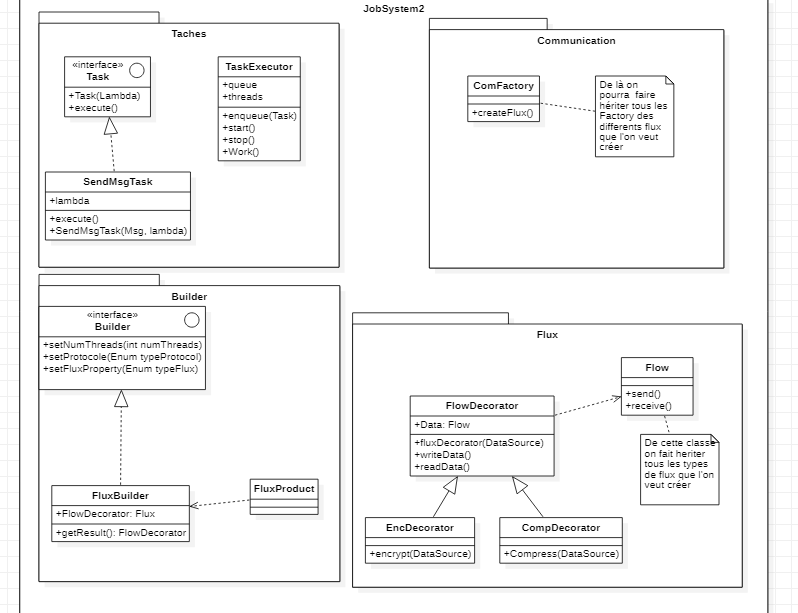 JobSystem2
Taches
«interface»
Task
+Task(Lambda)
+execute()
TaskExecutor
+queue
+threads
+enqueue(Task)
+start()
+stop()
+Work()
SendMsgTask
+lambda
+execute()
+SendMsgTask(Msg, lambda)
Communication
ComFactory
+createFlux()
De là on
pourra faire
hériter tous les
Factory des
differents flux
que l'on veut
créer
Builder
«interface»
Builder
+setNumThreads(int numThreads)
+setProtocole(Enum typeProtocol)
+setFluxProperty(Enum typeFlux)
FluxBuilder
+FlowDecorator: Flux
+getResult(): FlowDecorator
FluxProduct
Flux
Flow
+send()
+receive()
FlowDecorator
+Data: Flow
+fluxDecorator(DataSource)
+writeData()
+readData()
De cette classe
on fait heriter
tous les types
de flux que l'on
veut créer
EncDecorator
+encrypt(DataSource)
CompDecorator
+Compress(DataSource)